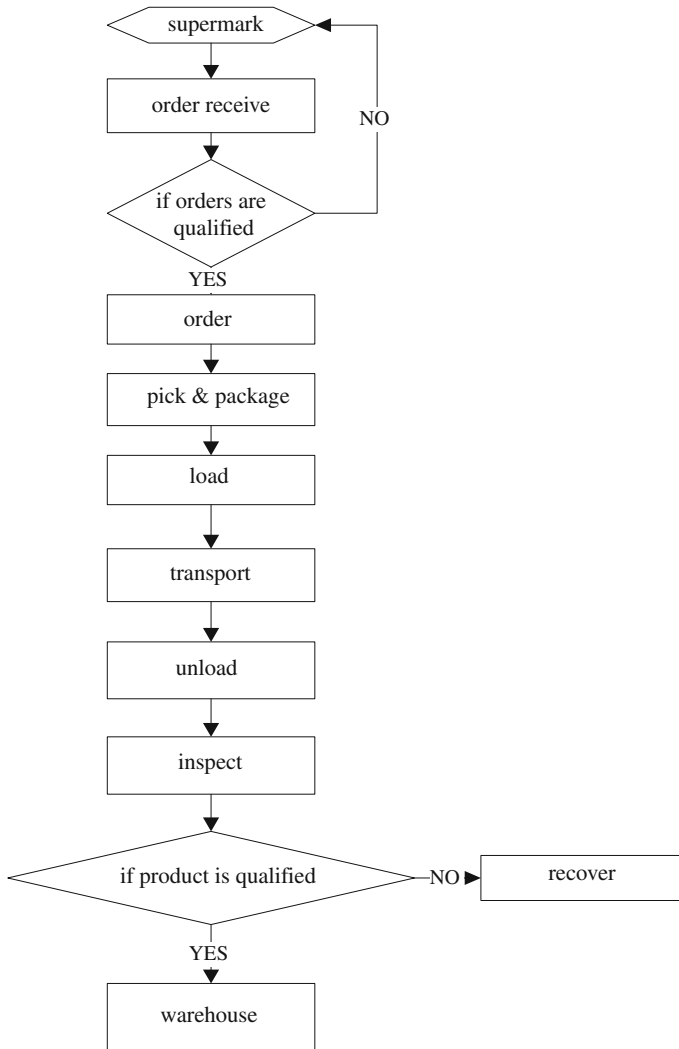 supermark
order receive
NO
if orders are
qualified
YES
order
pick & package
load
transport
unload
inspect
if product is qualified
NO
recover
YES
warehouse